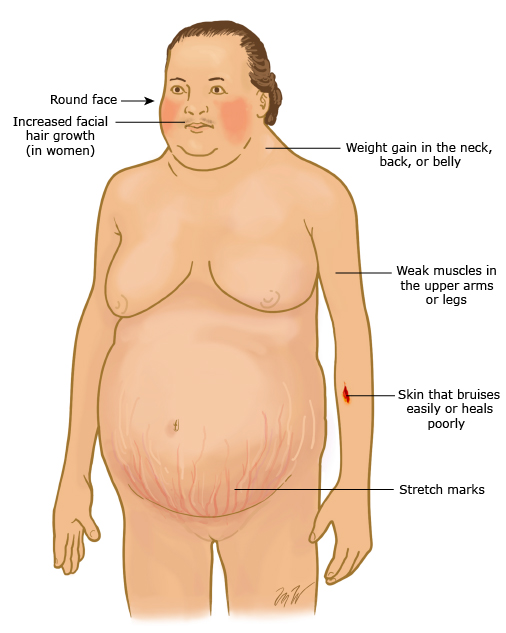 Round face
Increased facial
hair growth
(in women)
Weight gain in the neck,
back, or belly
Weak muscles in
the upper arms
or legs
Skin that bruises
easily or heals
poorly
Stretch marks